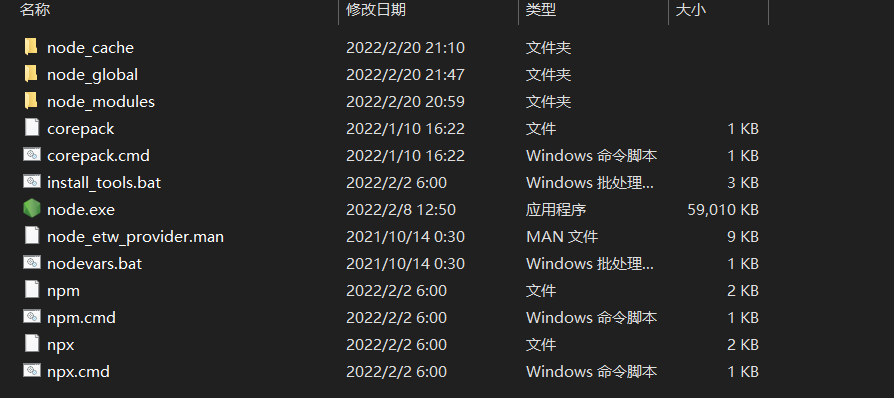 名称 修改日期 类型 大小
node_cache 2022/2/20 21:10 文件夹
node_global 2022/2/20 21:47 文件夹
node_modules 2022/2/20 20:59 文件夹
corepack 2022/1/10 16:22 文件 1 KB
corepack.cmd 2022/1/10 16:22 Windows 命令脚本 1 KB
install_tools.bat 2022/2/2 6:00 Windows 批处理... 3 KB
node.exe 2022/2/8 12:50 应用程序 59,010 KB
node_etw_provider.man 2021/10/14 0:30 MAN 文件 9 KB
nodevars.bat 2021/10/14 0:30 Windows 批处理... 1 KB
npm 2022/2/2 6:00 文件 2 KB
npm.cmd 2022/2/2 6:00 Windows 命令脚本 1 KB
npx 2022/2/2 6:00 文件 2 KB
npx.cmd 2022/2/2 6:00 Windows 命令脚本 1 KB